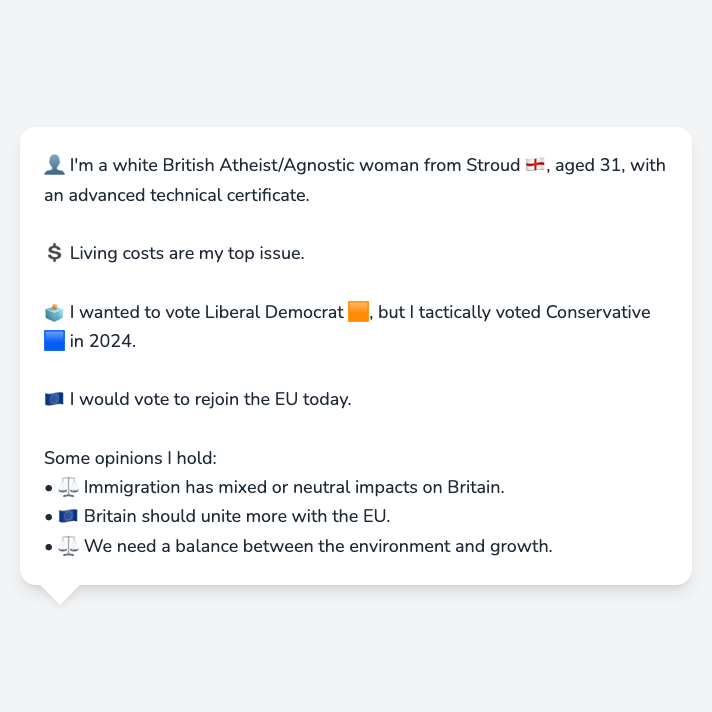 👤 I'm a white British Atheist/Agnostic woman from Stroud 🏴󠁧󠁢󠁥󠁮󠁧󠁿, aged 31, with
an advanced technical certificate.
💲 Living costs are my top issue.
🗳️ I wanted to vote Liberal Democrat 🟧, but I tactically voted Conservative
🟦 in 2024.
🇪🇺 I would vote to rejoin the EU today.
Some opinions I hold:
• ⚖️ Immigration has mixed or neutral impacts on Britain.
• 🇪🇺 Britain should unite more with the EU.
• ⚖️ We need a balance between the environment and growth.